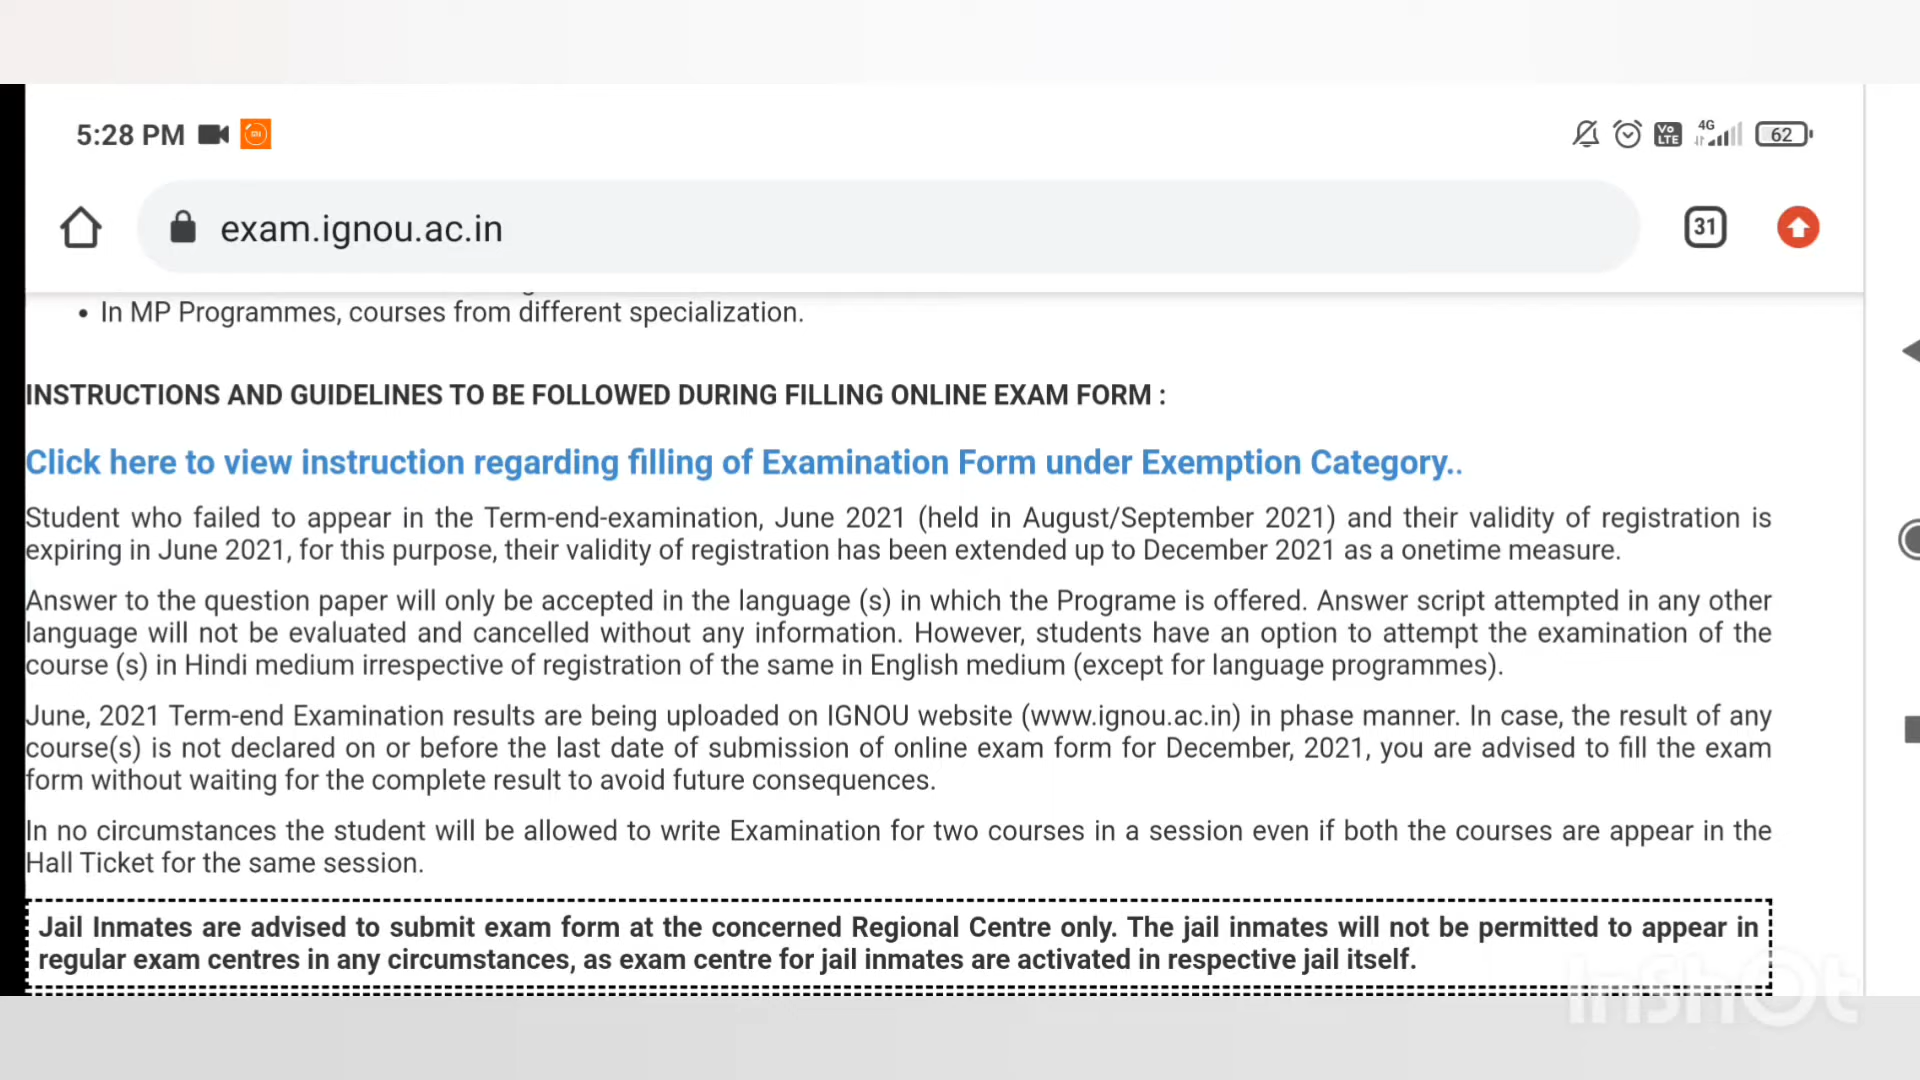 5:28 PM
4G
Vo LTE
62
exam.ignou.ac.in
31
• In MP Programmes, courses from different specialization.
INSTRUCTIONS AND GUIDELINES TO BE FOLLOWED DURING FILLING ONLINE EXAM FORM :
Click here to view instruction regarding filling of Examination Form under Exemption Category..
Student who failed to appear in the Term-end-examination, June 2021 (held in August/September 2021) and their validity of registration is
expiring in June 2021, for this purpose, their validity of registration has been extended up to December 2021 as a onetime measure.
Answer to the question paper will only be accepted in the language (s) in which the Programe is offered. Answer script attempted in any other
language will not be evaluated and cancelled without any information. However, students have an option to attempt the examination of the
course (s) in Hindi medium irrespective of registration of the same in English medium (except for language programmes).
June, 2021 Term-end Examination results are being uploaded on IGNOU website (www.ignou.ac.in) in phase manner. In case, the result of any
course(s) is not declared on or before the last date of submission of online exam form for December, 2021, you are advised to fill the exam
form without waiting for the complete result to avoid future consequences.
In no circumstances the student will be allowed to write Examination for two courses in a session even if both the courses are appear in the
Hall Ticket for the same session.
Jail Inmates are advised to submit exam form at the concerned Regional Centre only. The jail inmates will not be permitted to appear in
regular exam centres in any circumstances, as exam centre for jail inmates are activated in respective jail itself.
InShOt